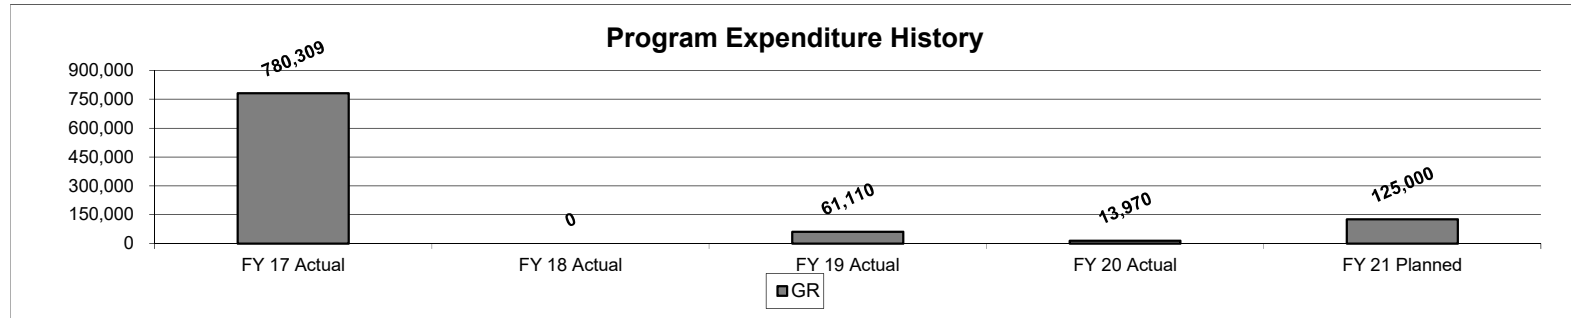 Program Expenditure History
780,309
900,000
750,000
600,000
450,000
300,000
150,000
0
0
61,110
13,970
125,000
FY 17 Actual
FY 18 Actual
FY 19 Actual
FY 20 Actual
FY 21 Planned
GR